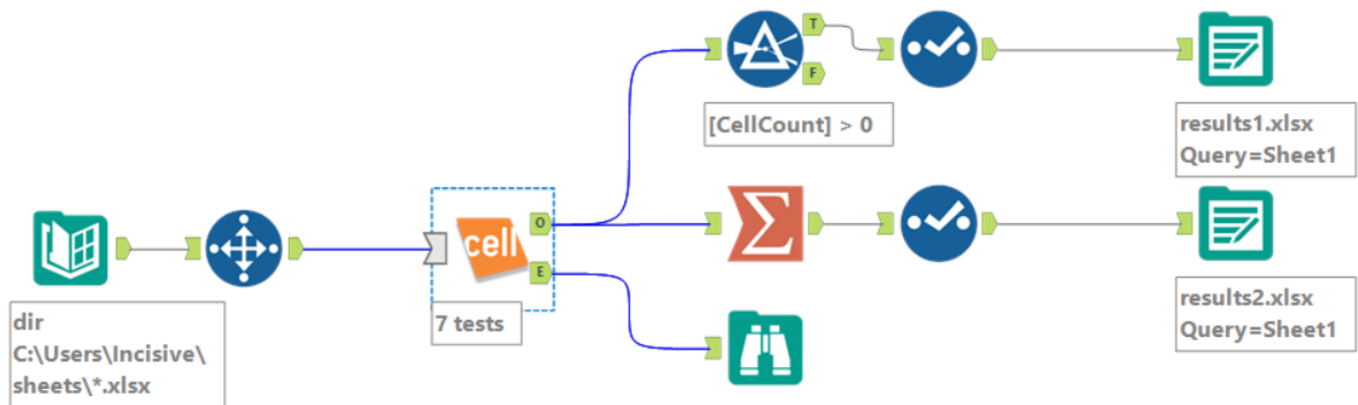 T
F
[CellCount] > 0
results1.xlsx
Query=Sheet1
cell
O
E
7 tests
dir
C:\Users\Incisive\
sheets\*.xlsx
results2.xlsx
Query=Sheet1